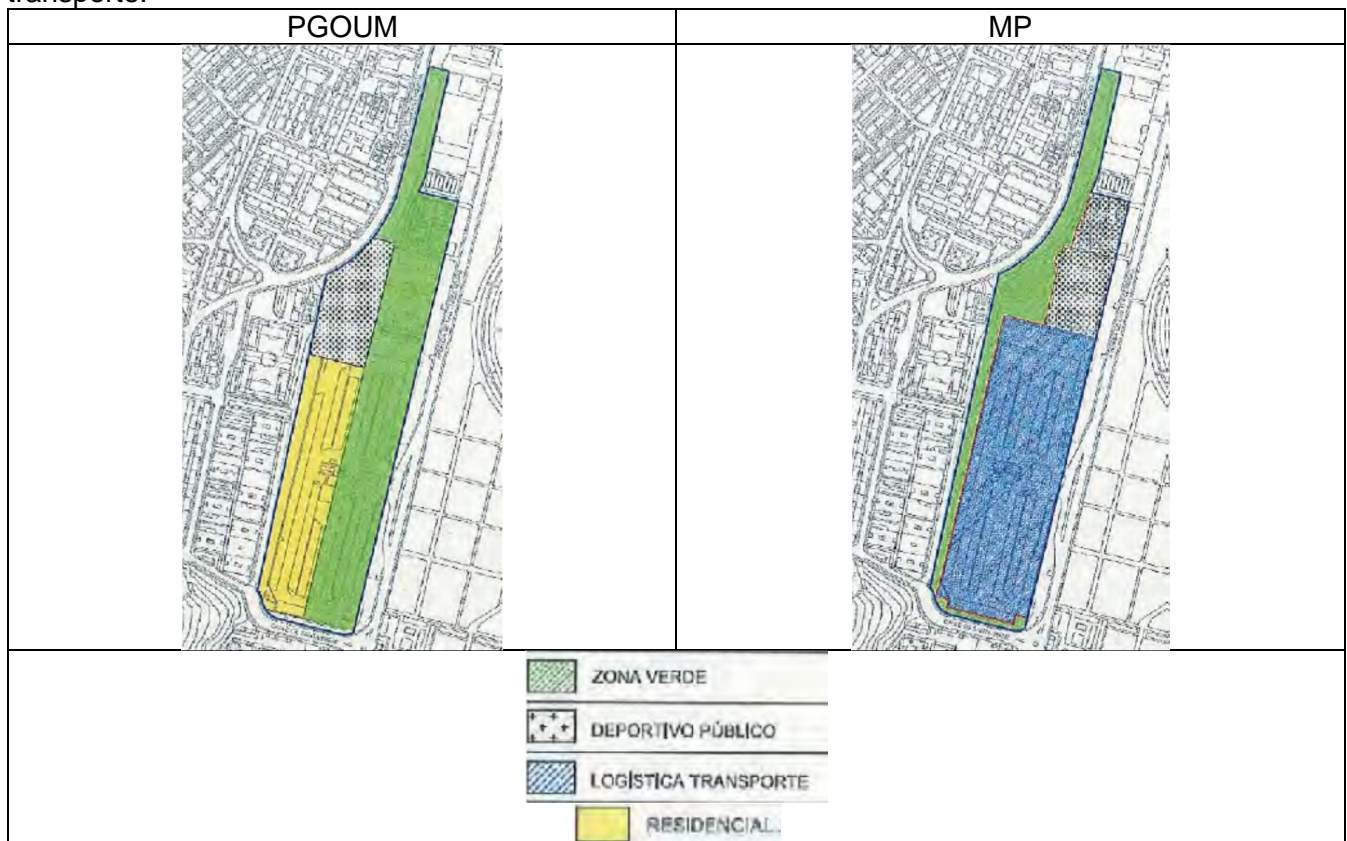 transporte.
PGOUM
MP
ZONA VERDE
DEPORTIVO PÚBLICO
LOGÍSTICA TRANSPORTE
RESIDENCIAL.